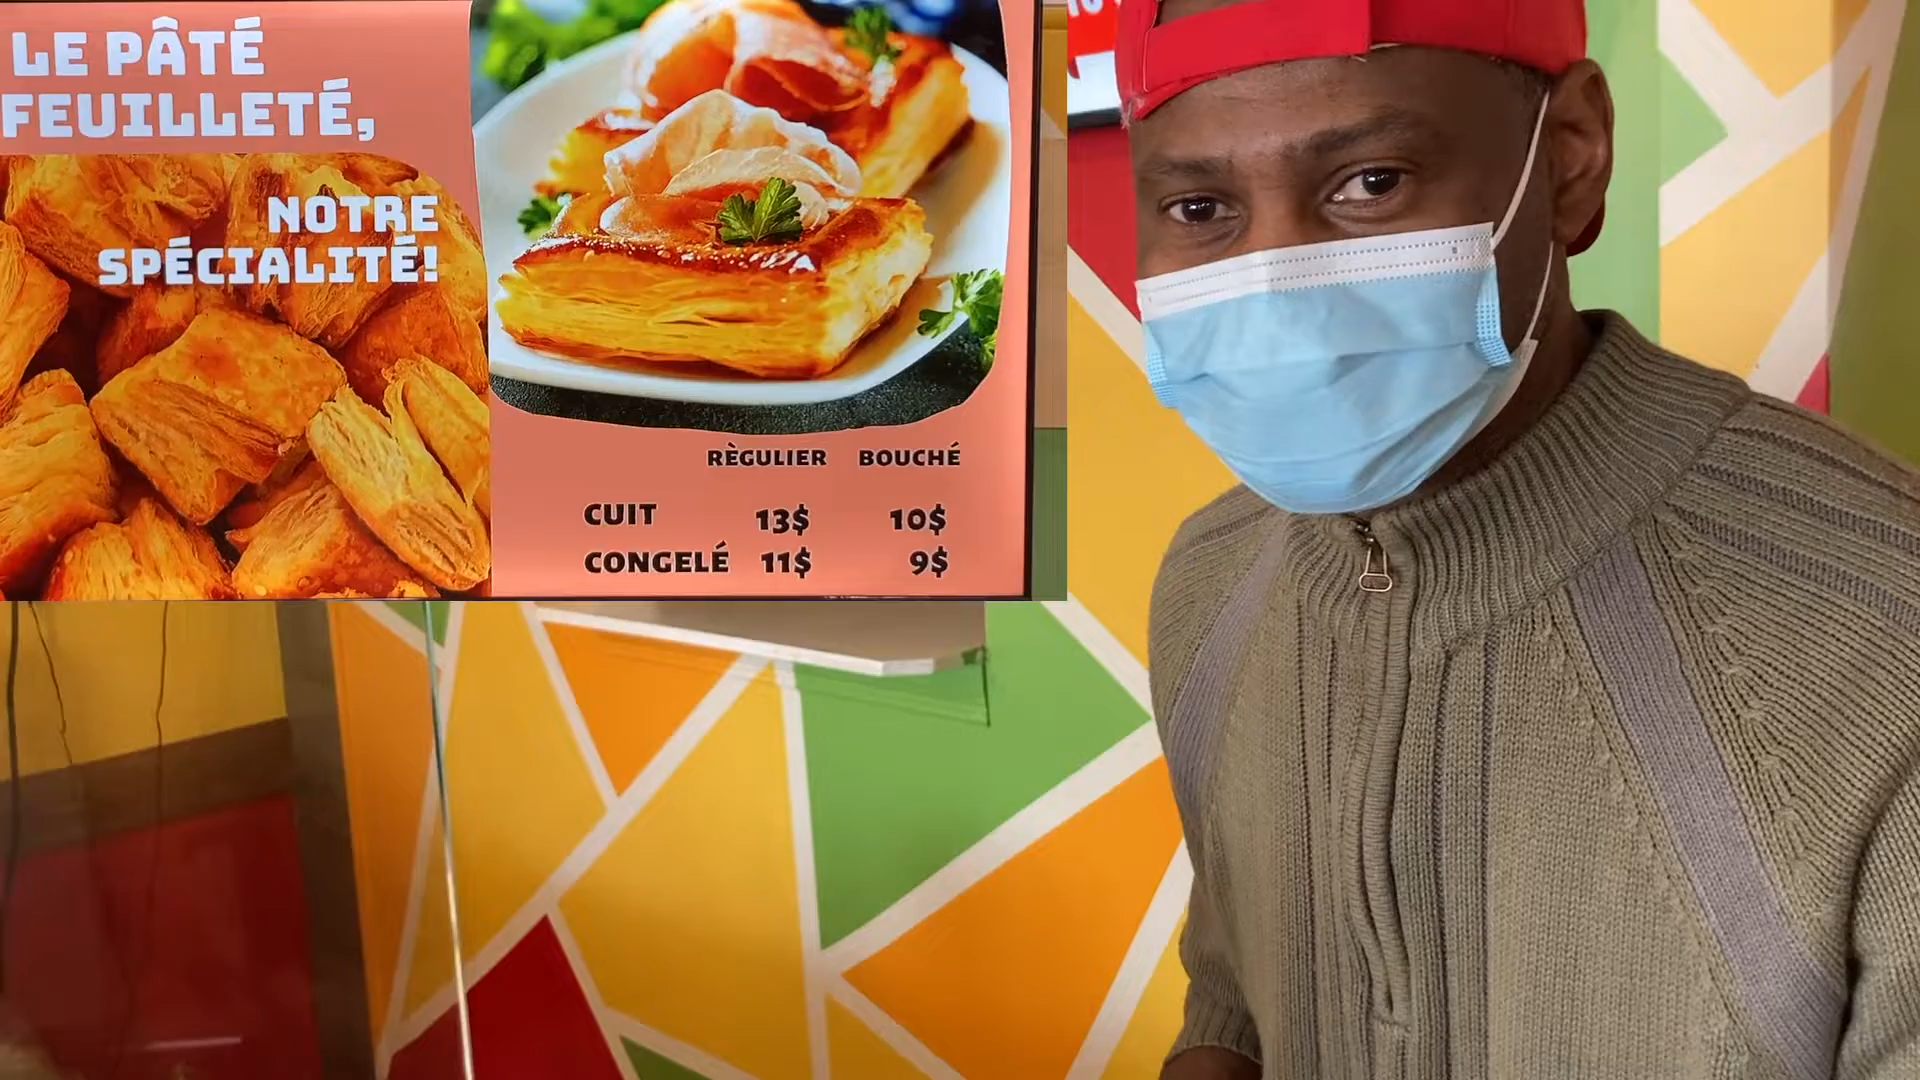 LE PÂTÉ
FEUILLETÉ,
NOTRE
SPÉCIALITÉ!
RÈGULIER BOUCHÉ
CUIT 13$ 10$
CONGELÉ 11$ 9$